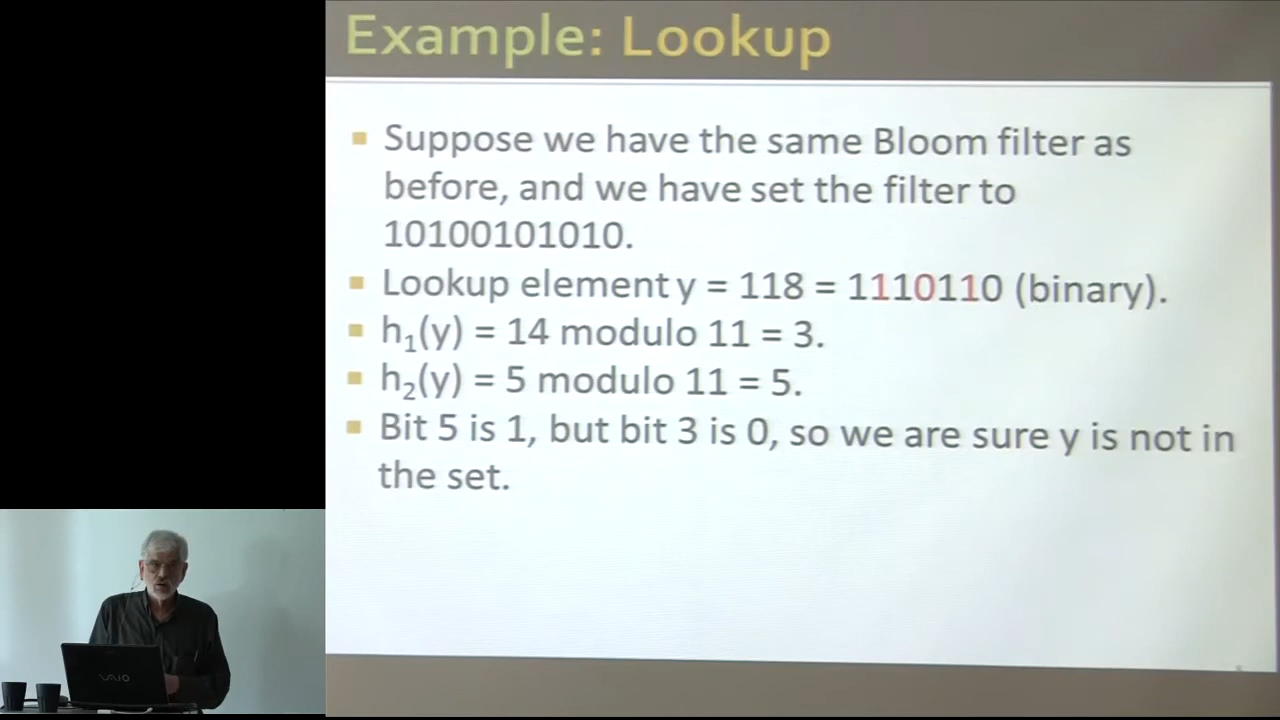 Example: Lookup
Suppose we have the same Bloom filter as
before, and we have set the filter to
10100101010.
Lookup element y = 118 = 1110110 (binary).
h₁(y) = 14 modulo 11 = 3.
h₂(y) = 5 modulo 11 = 5.
Bit 5 is 1, but bit 3 is 0, so we are sure y is not in
the set.
VAIO